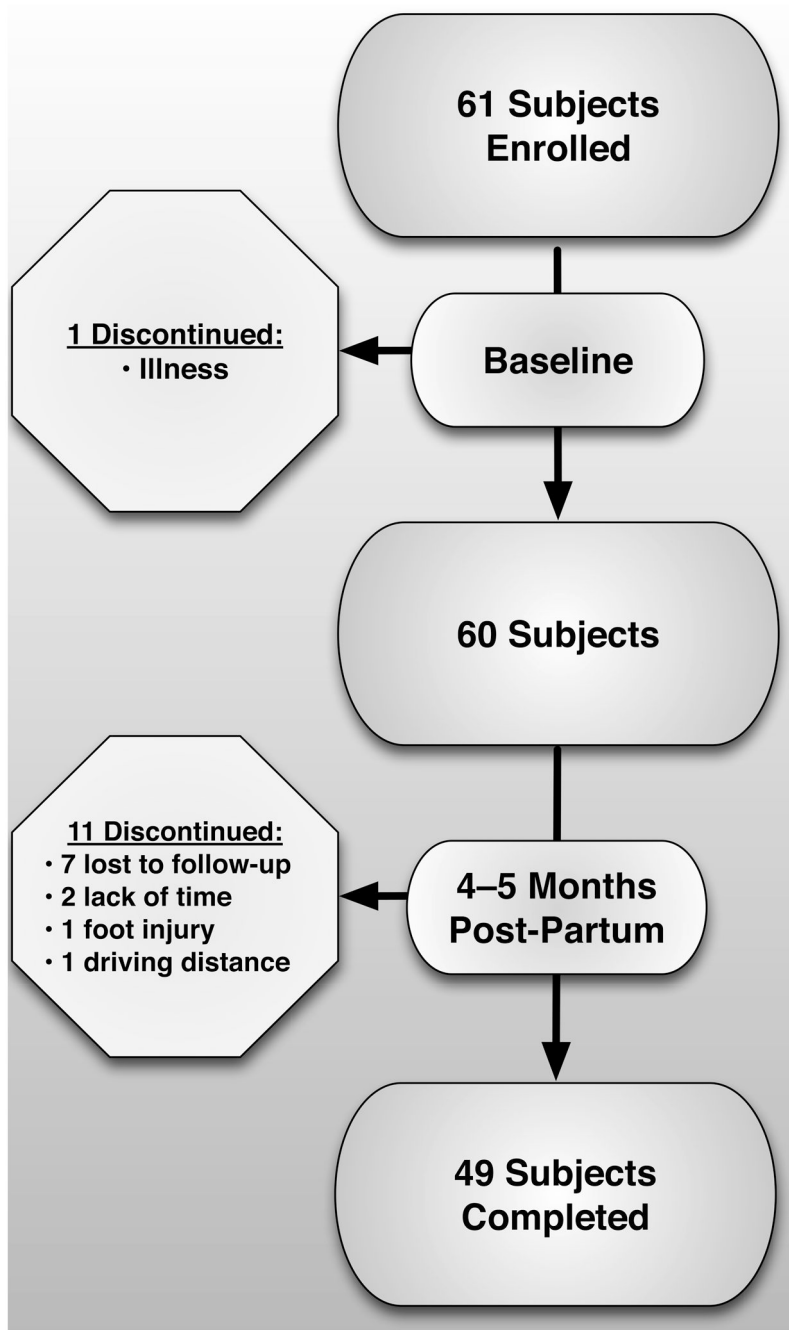 61 Subjects
Enrolled
1 Discontinued:
• Illness
Baseline
60 Subjects
11 Discontinued:
• 7 lost to follow-up
• 2 lack of time
• 1 foot injury
• 1 driving distance
4–5 Months
Post-Partum
49 Subjects
Completed